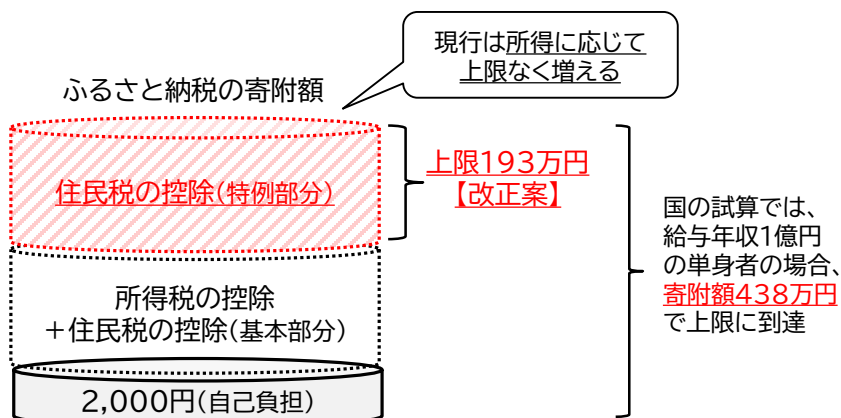 現行は所得に応じて
上限なく増える
ふるさと納税の寄附額
住民税の控除(特例部分)
上限193万円
【改正案】
所得税の控除
+住民税の控除(基本部分)
2,000円(自己負担)
国の試算では、
給与年収1億円
の単身者の場合、
寄附額438万円
で上限に到達